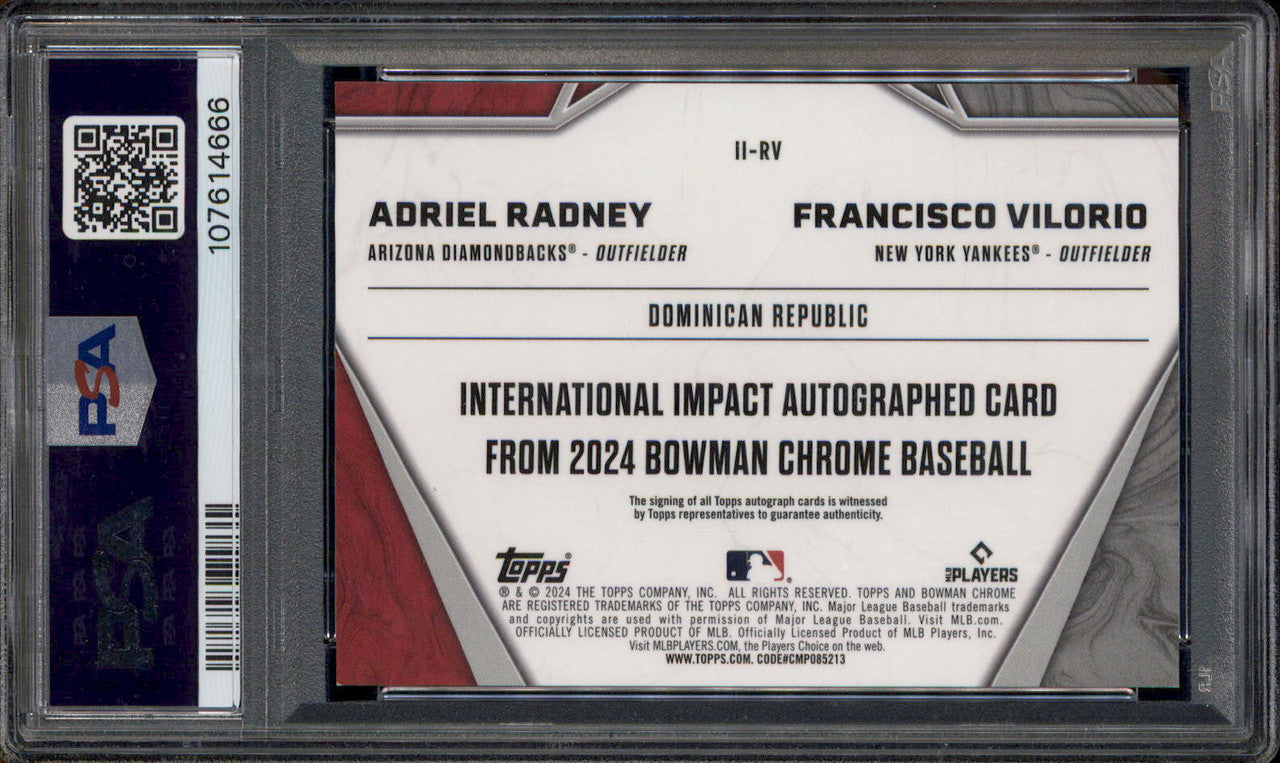 107614666
PSA
PSA
II-RV
ADRIEL RADNEY
ARIZONA DIAMONDBACKS® - OUTFIELDER
FRANCISCO VILORIO
NEW YORK YANKEES® - OUTFIELDER
DOMINICAN REPUBLIC
INTERNATIONAL IMPACT AUTOGRAPHED CARD
FROM 2024 BOWMAN CHROME BASEBALL
The signing of all Topps autograph cards is witnessed
by Topps representatives to guarantee authenticity.
Topps®
MLB PLAYERS
® & © 2024 THE TOPPS COMPANY, INC. ALL RIGHTS RESERVED. TOPPS AND BOWMAN CHROME
ARE REGISTERED TRADEMARKS OF THE TOPPS COMPANY, INC. Major League Baseball trademarks
and copyrights are used with permission of Major League Baseball. Visit MLB.com.
OFFICIALLY LICENSED PRODUCT OF MLB. Officially Licensed Product of MLB Players, Inc.
Visit MLBPLAYERS.COM, the Players Choice on the web.
WWW.TOPPS.COM. CODE#CMP085213
PSA